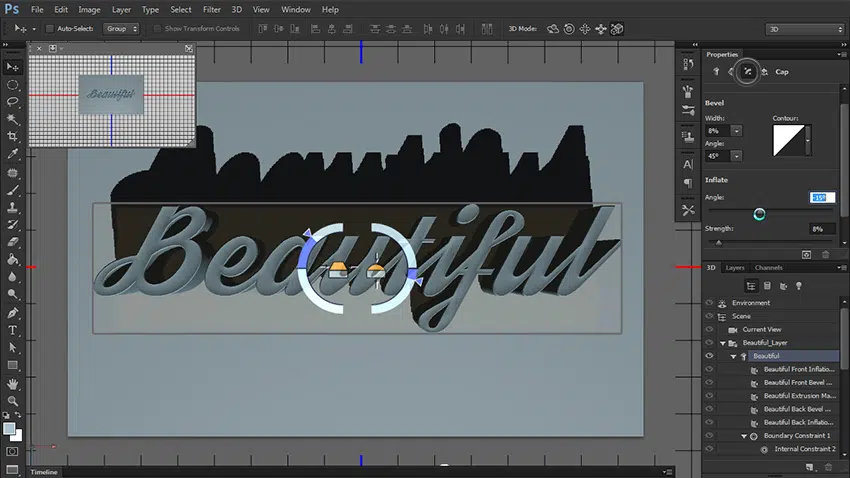 Ps File Edit Image Layer Type Select Filter 3D View Window Help
Auto-Select: Group Show Transform Controls 3D Mode: 3D
Beautiful
Beautiful
Properties
Cap
Bevel
Width: Contour:
8%
Angle:
45°
Inflate
Angle: -15°
Strength: 8%
3D Layers Channels
Environment
Scene
Current View
Beautiful_Layer
Beautiful
Beautiful Front Inflatio...
Beautiful Front Bevel ...
Beautiful Extrusion Ma...
Beautiful Back Bevel ...
Beautiful Back Inflatio...
Boundary Constraint 1
Internal Constraint 2
Timeline